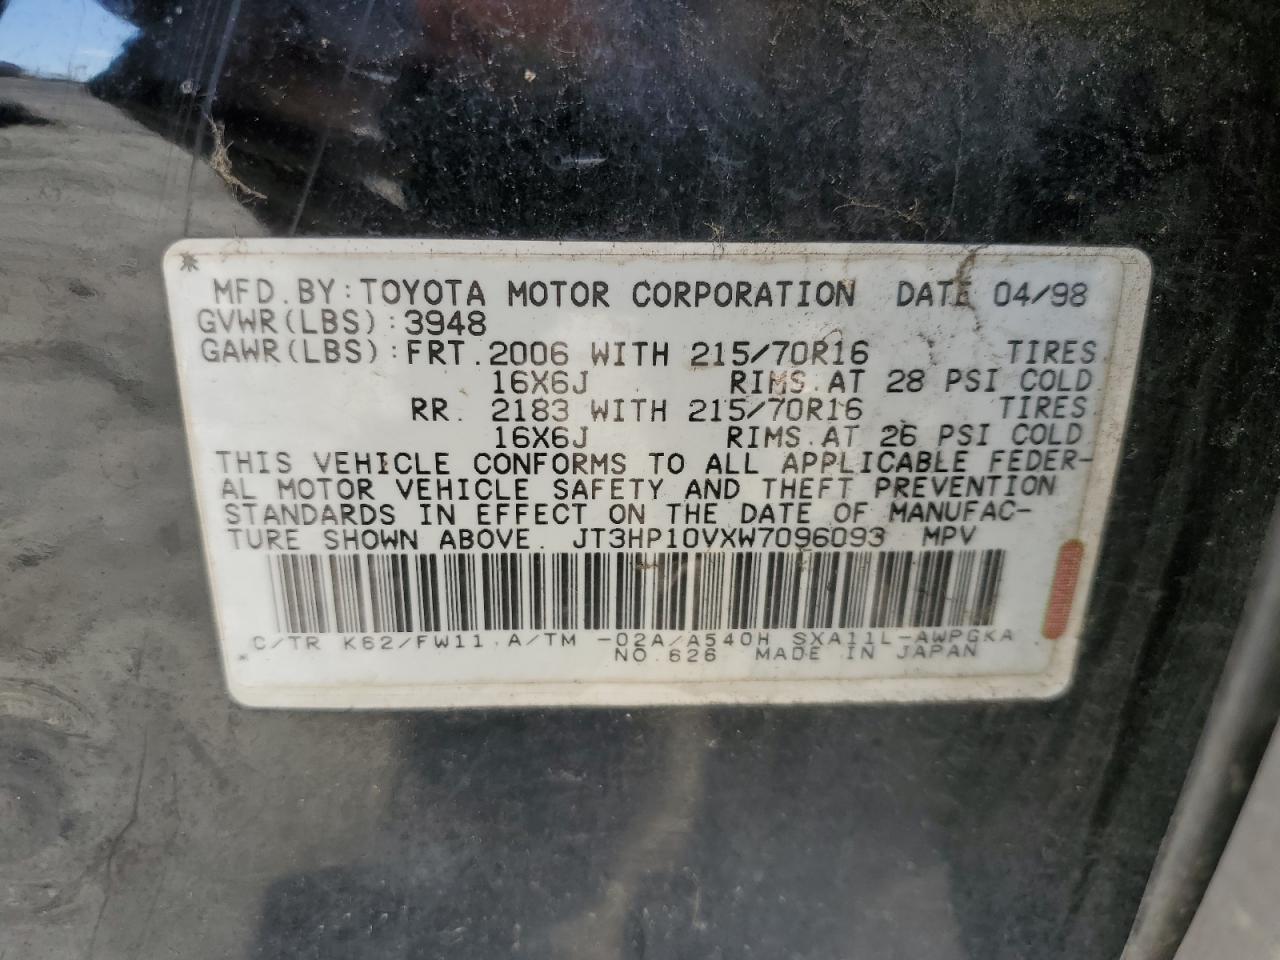 MFD. BY: TOYOTA MOTOR CORPORATION DATE 04/98
GVWR(LBS): 3948
GAWR(LBS): FRT. 2006 WITH 215/70R16 TIRES
16X6J RIMS. AT 28 PSI COLD
RR. 2183 WITH 215/70R16 TIRES
16X6J RIMS. AT 26 PSI COLD
THIS VEHICLE CONFORMS TO ALL APPLICABLE FEDER-
AL MOTOR VEHICLE SAFETY AND THEFT PREVENTION
STANDARDS IN EFFECT ON THE DATE OF MANUFAC-
TURE SHOWN ABOVE. JT3HP10VXW7096093 MPV
C/TR K62/FW11. A/TM -02A/A540H SXA11L-AWPGKA
NO.626 MADE IN JAPAN